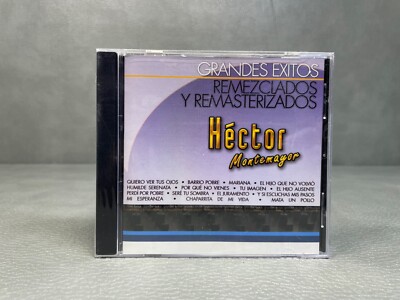 GRANDES EXITOS
REMEZCLADOS
Y REMASTERIZADOS
Héctor
Montemayor
QUIERO VER TUS OJOS • BARRIO POBRE • MARIANA • EL HIJO QUE NO VOLVIÓ
HUMILDE SERENATA • POR QUE NO VIENES • TU IMAGEN • EL HIJO AUSENTE
PERDI POR POBRE • SERÉ TU SOMBRA • EL JURAMENTO • Y SI ESCUCHAS MIS PASOS
MI ESPERANZA • CHAPARRITA DE MI VIDA • MATA UN POLLO